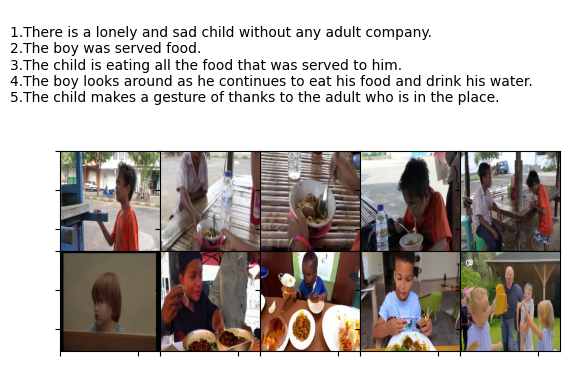 1.There is a lonely and sad child without any adult company.
2.The boy was served food.
3.The child is eating all the food that was served to him.
4.The boy looks around as he continues to eat his food and drink his water.
5.The child makes a gesture of thanks to the adult who is in the place.